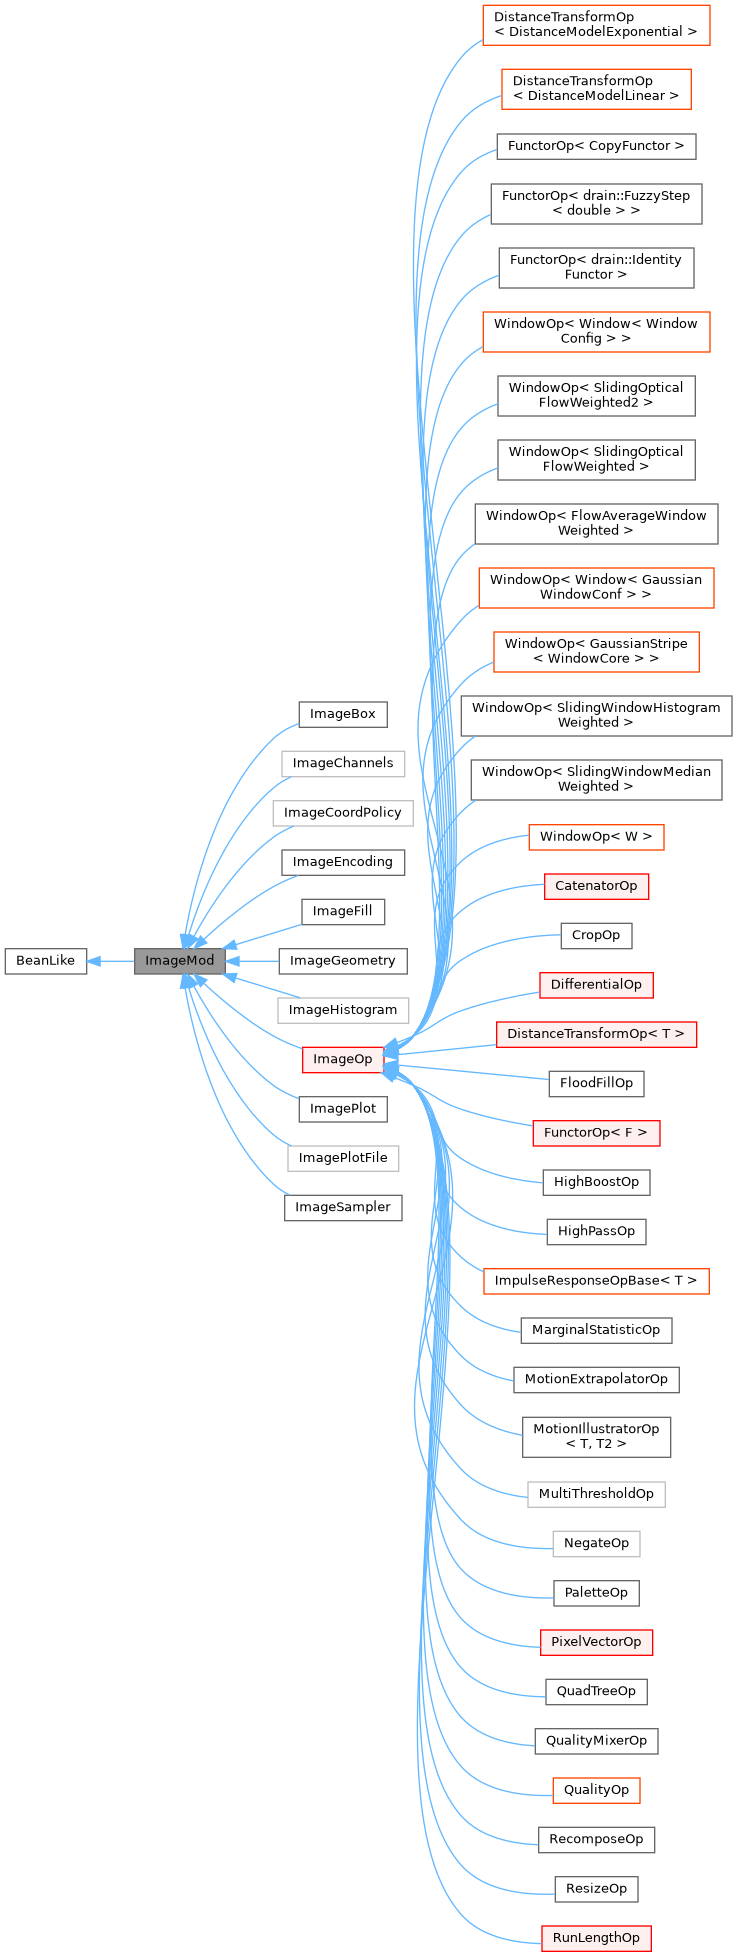 DistanceTransformOp
< DistanceModelExponential >
DistanceTransformOp
< DistanceModelLinear >
FunctorOp< CopyFunctor >
FunctorOp< drain::FuzzyStep
< double > >
FunctorOp< drain::Identity
Functor >
WindowOp< Window< Window
Config > >
WindowOp< SlidingOptical
FlowWeighted2 >
WindowOp< SlidingOptical
FlowWeighted >
WindowOp< FlowAverageWindow
Weighted >
WindowOp< Window< Gaussian
WindowConf > >
WindowOp< GaussianStripe
< WindowCore > >
WindowOp< SlidingWindowHistogram
Weighted >
WindowOp< SlidingWindowMedian
Weighted >
WindowOp< W >
CatenatorOp
CropOp
DifferentialOp
DistanceTransformOp< T >
FloodFillOp
FunctorOp< F >
HighBoostOp
HighPassOp
ImpulseResponseOpBase< T >
MarginalStatisticOp
MotionExtrapolatorOp
MotionIllustratorOp
< T, T2 >
MultiThresholdOp
NegateOp
PaletteOp
PixelVectorOp
QuadTreeOp
QualityMixerOp
QualityOp
RecomposeOp
ResizeOp
RunLengthOp
ImageBox
ImageChannels
ImageCoordPolicy
ImageEncoding
ImageFill
ImageGeometry
ImageHistogram
ImageOp
ImagePlot
ImagePlotFile
ImageSampler
BeanLike
ImageMod